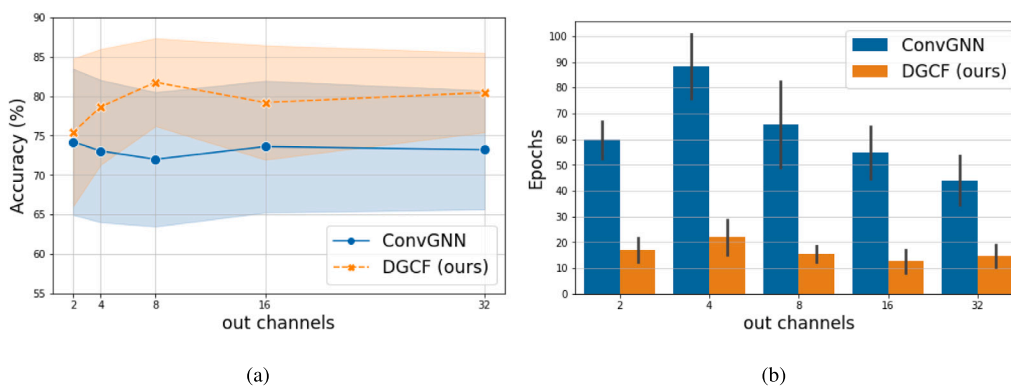 90
85
80
75
70
65
60
55
Accuracy (%)
2 4 8 16 32
out channels
ConvGNN
DGCF (ours)
(a)
100
90
80
70
60
50
40
30
20
10
0
Epochs
2 4 8 16 32
out channels
ConvGNN
DGCF (ours)
(b)